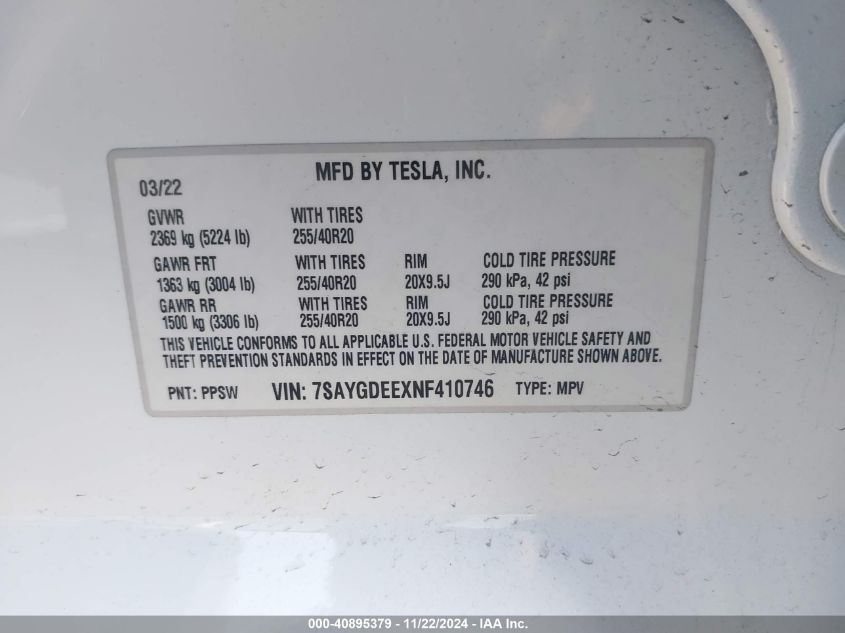 MFD BY TESLA, INC.
03/22
GVWR WITH TIRES
2369 kg (5224 lb) 255/40R20
GAWR FRT WITH TIRES RIM COLD TIRE PRESSURE
1363 kg (3004 lb) 255/40R20 20X9.5J 290 kPa, 42 psi
GAWR RR WITH TIRES RIM COLD TIRE PRESSURE
1500 kg (3306 lb) 255/40R20 20X9.5J 290 kPa, 42 psi
THIS VEHICLE CONFORMS TO ALL APPLICABLE U.S. FEDERAL MOTOR VEHICLE SAFETY AND
THEFT PREVENTION STANDARDS IN EFFECT ON THE DATE OF MANUFACTURE SHOWN ABOVE.
PNT: PPSW VIN: 7SAYGDEEXNF410746 TYPE: MPV
000-40895379 - 11/22/2024 - IAA Inc.